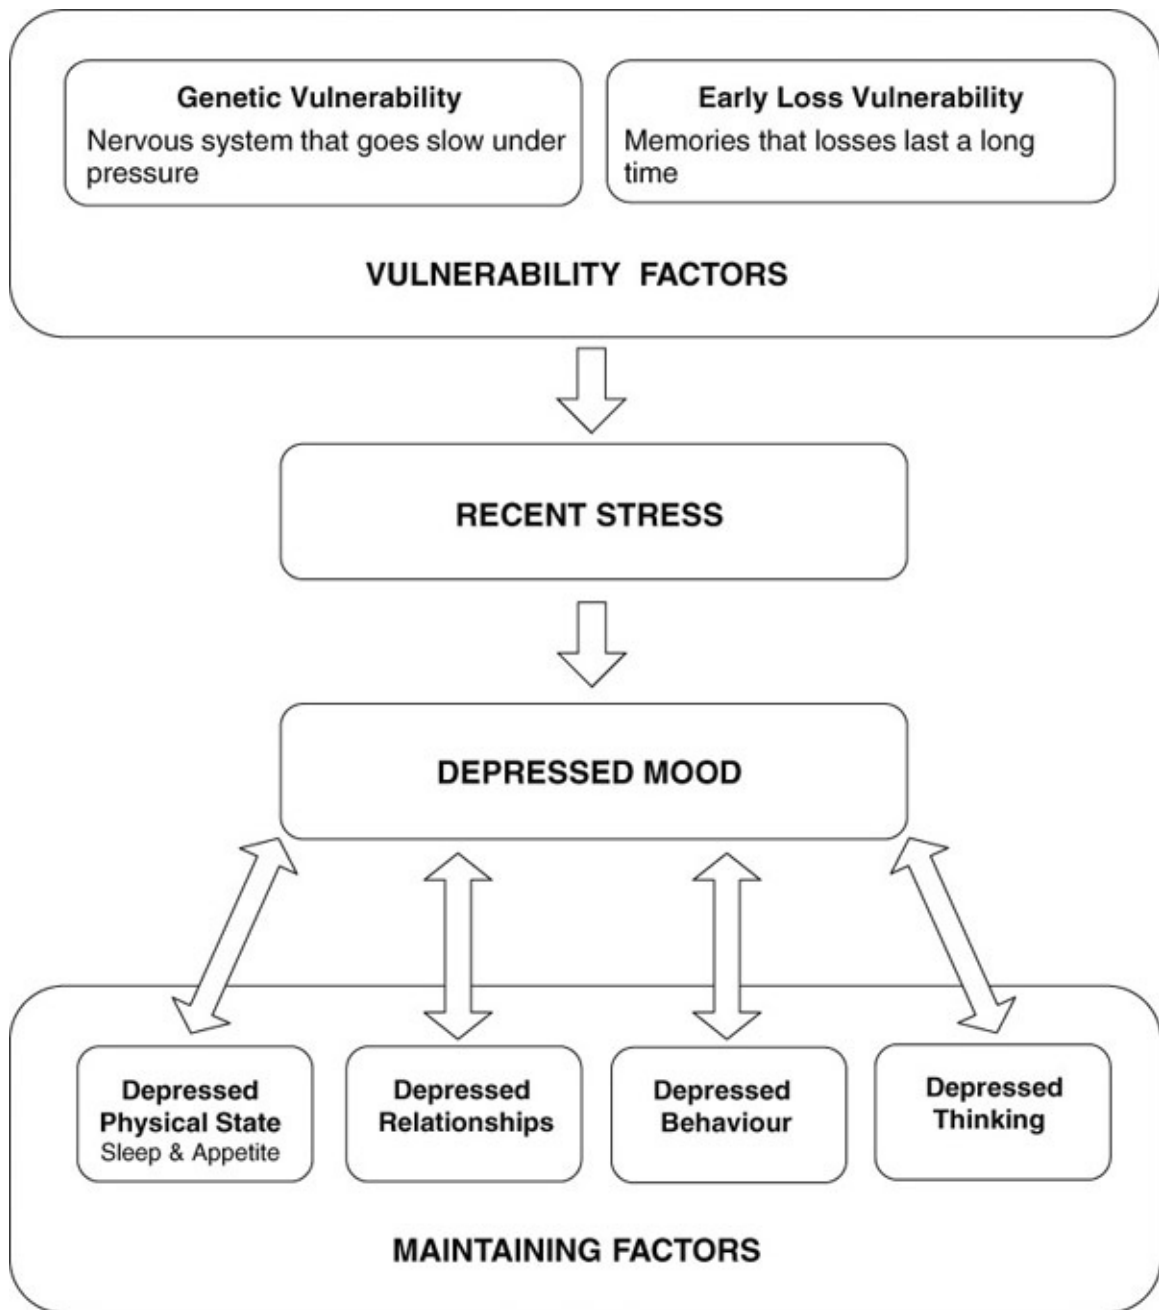 Genetic Vulnerability
Nervous system that goes slow under
pressure
Early Loss Vulnerability
Memories that losses last a long
time
VULNERABILITY FACTORS
RECENT STRESS
DEPRESSED MOOD
Depressed
Physical State
Sleep & Appetite
Depressed
Relationships
Depressed
Behaviour
Depressed
Thinking
MAINTAINING FACTORS